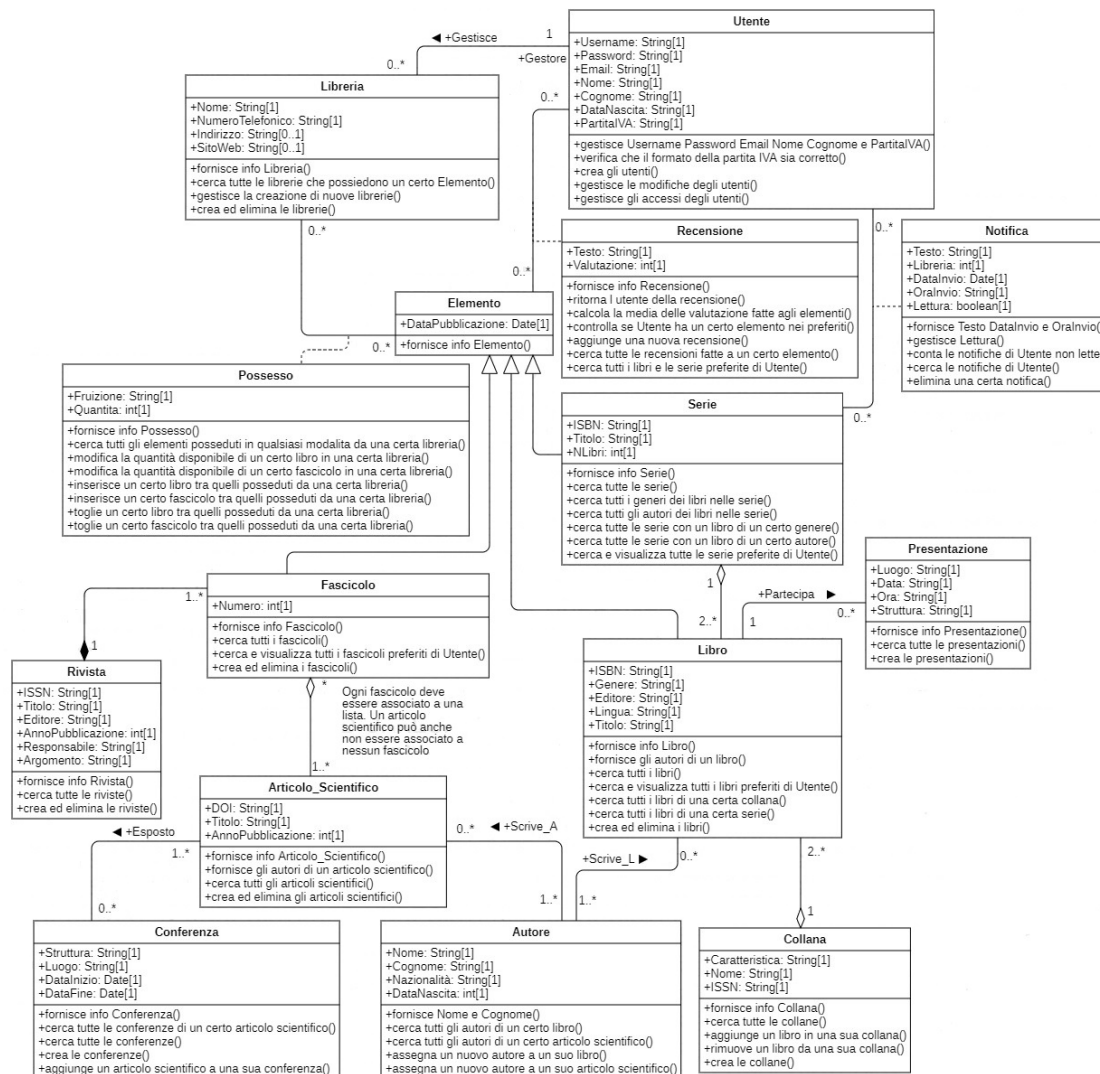 Utente
+Username: String[1]
+Password: String[1]
+Email: String[1]
+Nome: String[1]
+Cognome: String[1]
+DataNascita: String[1]
+PartitaIVA: String[1]
+gestisce Username Password Email Nome Cognome e PartitaIVA()
+verifica che il formato della partita IVA sia corretto()
+crea gli utenti()
+gestisce le modifiche degli utenti()
+gestisce gli accessi degli utenti()
◄ +Gestisce
1
+Gestore
0..*
0..*
Libreria
+Nome: String[1]
+NumeroTelefonico: String[1]
+Indirizzo: String[0..1]
+SitoWeb: String[0..1]
+fornisce info Libreria()
+cerca tutte le librerie che possiedono un certo Elemento()
+gestisce la creazione di nuove librerie()
+crea ed elimina le librerie()
0..*
0..*
0..*
Recensione
+Testo: String[1]
+Valutazione: int[1]
+fornisce info Recensione()
+ritorna l utente della recensione()
+calcola la media delle valutazione fatte agli elementi()
+controlla se Utente ha un certo elemento nei preferiti()
+aggiunge una nuova recensione()
+cerca tutte le recensioni fatte a un certo elemento()
+cerca tutti i libri e le serie preferite di Utente()
Notifica
+Testo: String[1]
+Libreria: int[1]
+DataInvio: Date[1]
+OraInvio: String[1]
+Lettura: boolean[1]
+fornisce Testo DataInvio e OraInvio()
+gestisce Lettura()
+conta le notifiche di Utente non lette
+cerca le notifiche di Utente()
+elimina una certa notifica()
Elemento
+DataPubblicazione: Date[1]
+fornisce info Elemento()
0..*
Possesso
+Fruizione: String[1]
+Quantita: int[1]
+fornisce info Possesso()
+cerca tutti gli elementi posseduti in qualsiasi modalita da una certa libreria()
+modifica la quantità disponibile di un certo libro in una certa libreria()
+modifica la quantità disponibile di un certo fascicolo in una certa libreria()
+inserisce un certo libro tra quelli posseduti da una certa libreria()
+inserisce un certo fascicolo tra quelli posseduti da una certa libreria()
+toglie un certo libro tra quelli posseduti da una certa libreria()
+toglie un certo fascicolo tra quelli posseduti da una certa libreria()
Serie
+ISBN: String[1]
+Titolo: String[1]
+NLibri: int[1]
+fornisce info Serie()
+cerca tutte le serie()
+cerca tutti i generi dei libri nelle serie()
+cerca tutti gli autori dei libri nelle serie()
+cerca tutte le serie con un libro di un certo genere()
+cerca tutte le serie con un libro di un certo autore()
+cerca e visualizza tutte le serie preferite di Utente()
0..*
1
2..*
Presentazione
+Luogo: String[1]
+Data: String[1]
+Ora: String[1]
+Struttura: String[1]
+fornisce info Presentazione()
+cerca tutte le presentazioni()
+crea le presentazioni()
+Partecipa ►
0..*
1
Fascicolo
+Numero: int[1]
+fornisce info Fascicolo()
+cerca tutti i fascicoli()
+cerca e visualizza tutti i fascicoli preferiti di Utente()
+crea ed elimina i fascicoli()
1..*
1
Rivista
+ISSN: String[1]
+Titolo: String[1]
+Editore: String[1]
+AnnoPubblicazione: int[1]
+Responsabile: String[1]
+Argomento: String[1]
+fornisce info Rivista()
+cerca tutte le riviste()
+crea ed elimina le riviste()
*
Ogni fascicolo deve
essere associato a una
lista. Un articolo
scientifico può anche
non essere associato a
nessun fascicolo
1..*
Libro
+ISBN: String[1]
+Genere: String[1]
+Editore: String[1]
+Lingua: String[1]
+Titolo: String[1]
+fornisce info Libro()
+fornisce gli autori di un libro()
+cerca tutti i libri()
+cerca e visualizza tutti i libri preferiti di Utente()
+cerca tutti i libri di una certa collana()
+cerca tutti i libri di una certa serie()
+crea ed elimina i libri()
Articolo_Scientifico
+DOI: String[1]
+Titolo: String[1]
+AnnoPubblicazione: int[1]
+fornisce info Articolo_Scientifico()
+fornisce gli autori di un articolo scientifico()
+cerca tutti gli articoli scientifici()
+crea ed elimina gli articoli scientifici()
◄ +Esposto
1..*
0..*
0..*
◄ +Scrive_A
1..*
+Scrive_L ►
0..*
1..*
2..*
1
Conferenza
+Struttura: String[1]
+Luogo: String[1]
+DataInizio: Date[1]
+DataFine: Date[1]
+fornisce info Conferenza()
+cerca tutte le conferenze di un certo articolo scientifico()
+cerca tutte le conferenze()
+crea le conferenze()
+aggiunge un articolo scientifico a una sua conferenza()
Autore
+Nome: String[1]
+Cognome: String[1]
+Nazionalità: String[1]
+DataNascita: int[1]
+fornisce Nome e Cognome()
+cerca tutti gli autori di un certo libro()
+cerca tutti gli autori di un certo articolo scientifico()
+assegna un nuovo autore a un suo libro()
+assegna un nuovo autore a un suo articolo scientifico()
Collana
+Caratteristica: String[1]
+Nome: String[1]
+ISSN: String[1]
+fornisce info Collana()
+cerca tutte le collane()
+aggiunge un libro in una sua collana()
+rimuove un libro da una sua collana()
+crea le collane()